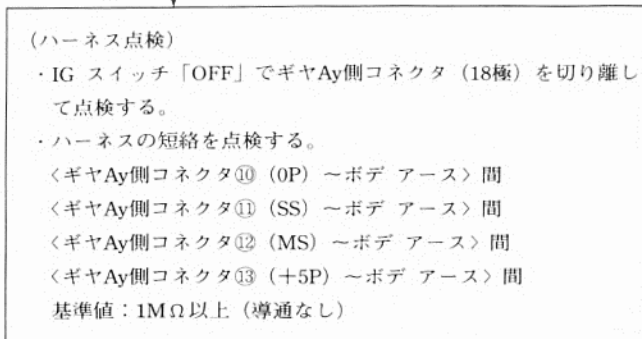 （ハーネス点検）
・IG スイッチ「OFF」でギヤAy側コネクタ（18極）を切り離し
て点検する。
・ハーネスの短絡を点検する。
〈ギヤAy側コネクタ⑩（0P）～ボデ アース〉間
〈ギヤAy側コネクタ⑪（SS）～ボデ アース〉間
〈ギヤAy側コネクタ⑫（MS）～ボデ アース〉間
〈ギヤAy側コネクタ⑬（＋5P）～ボデ アース〉間
基準値：1MΩ以上（導通なし）